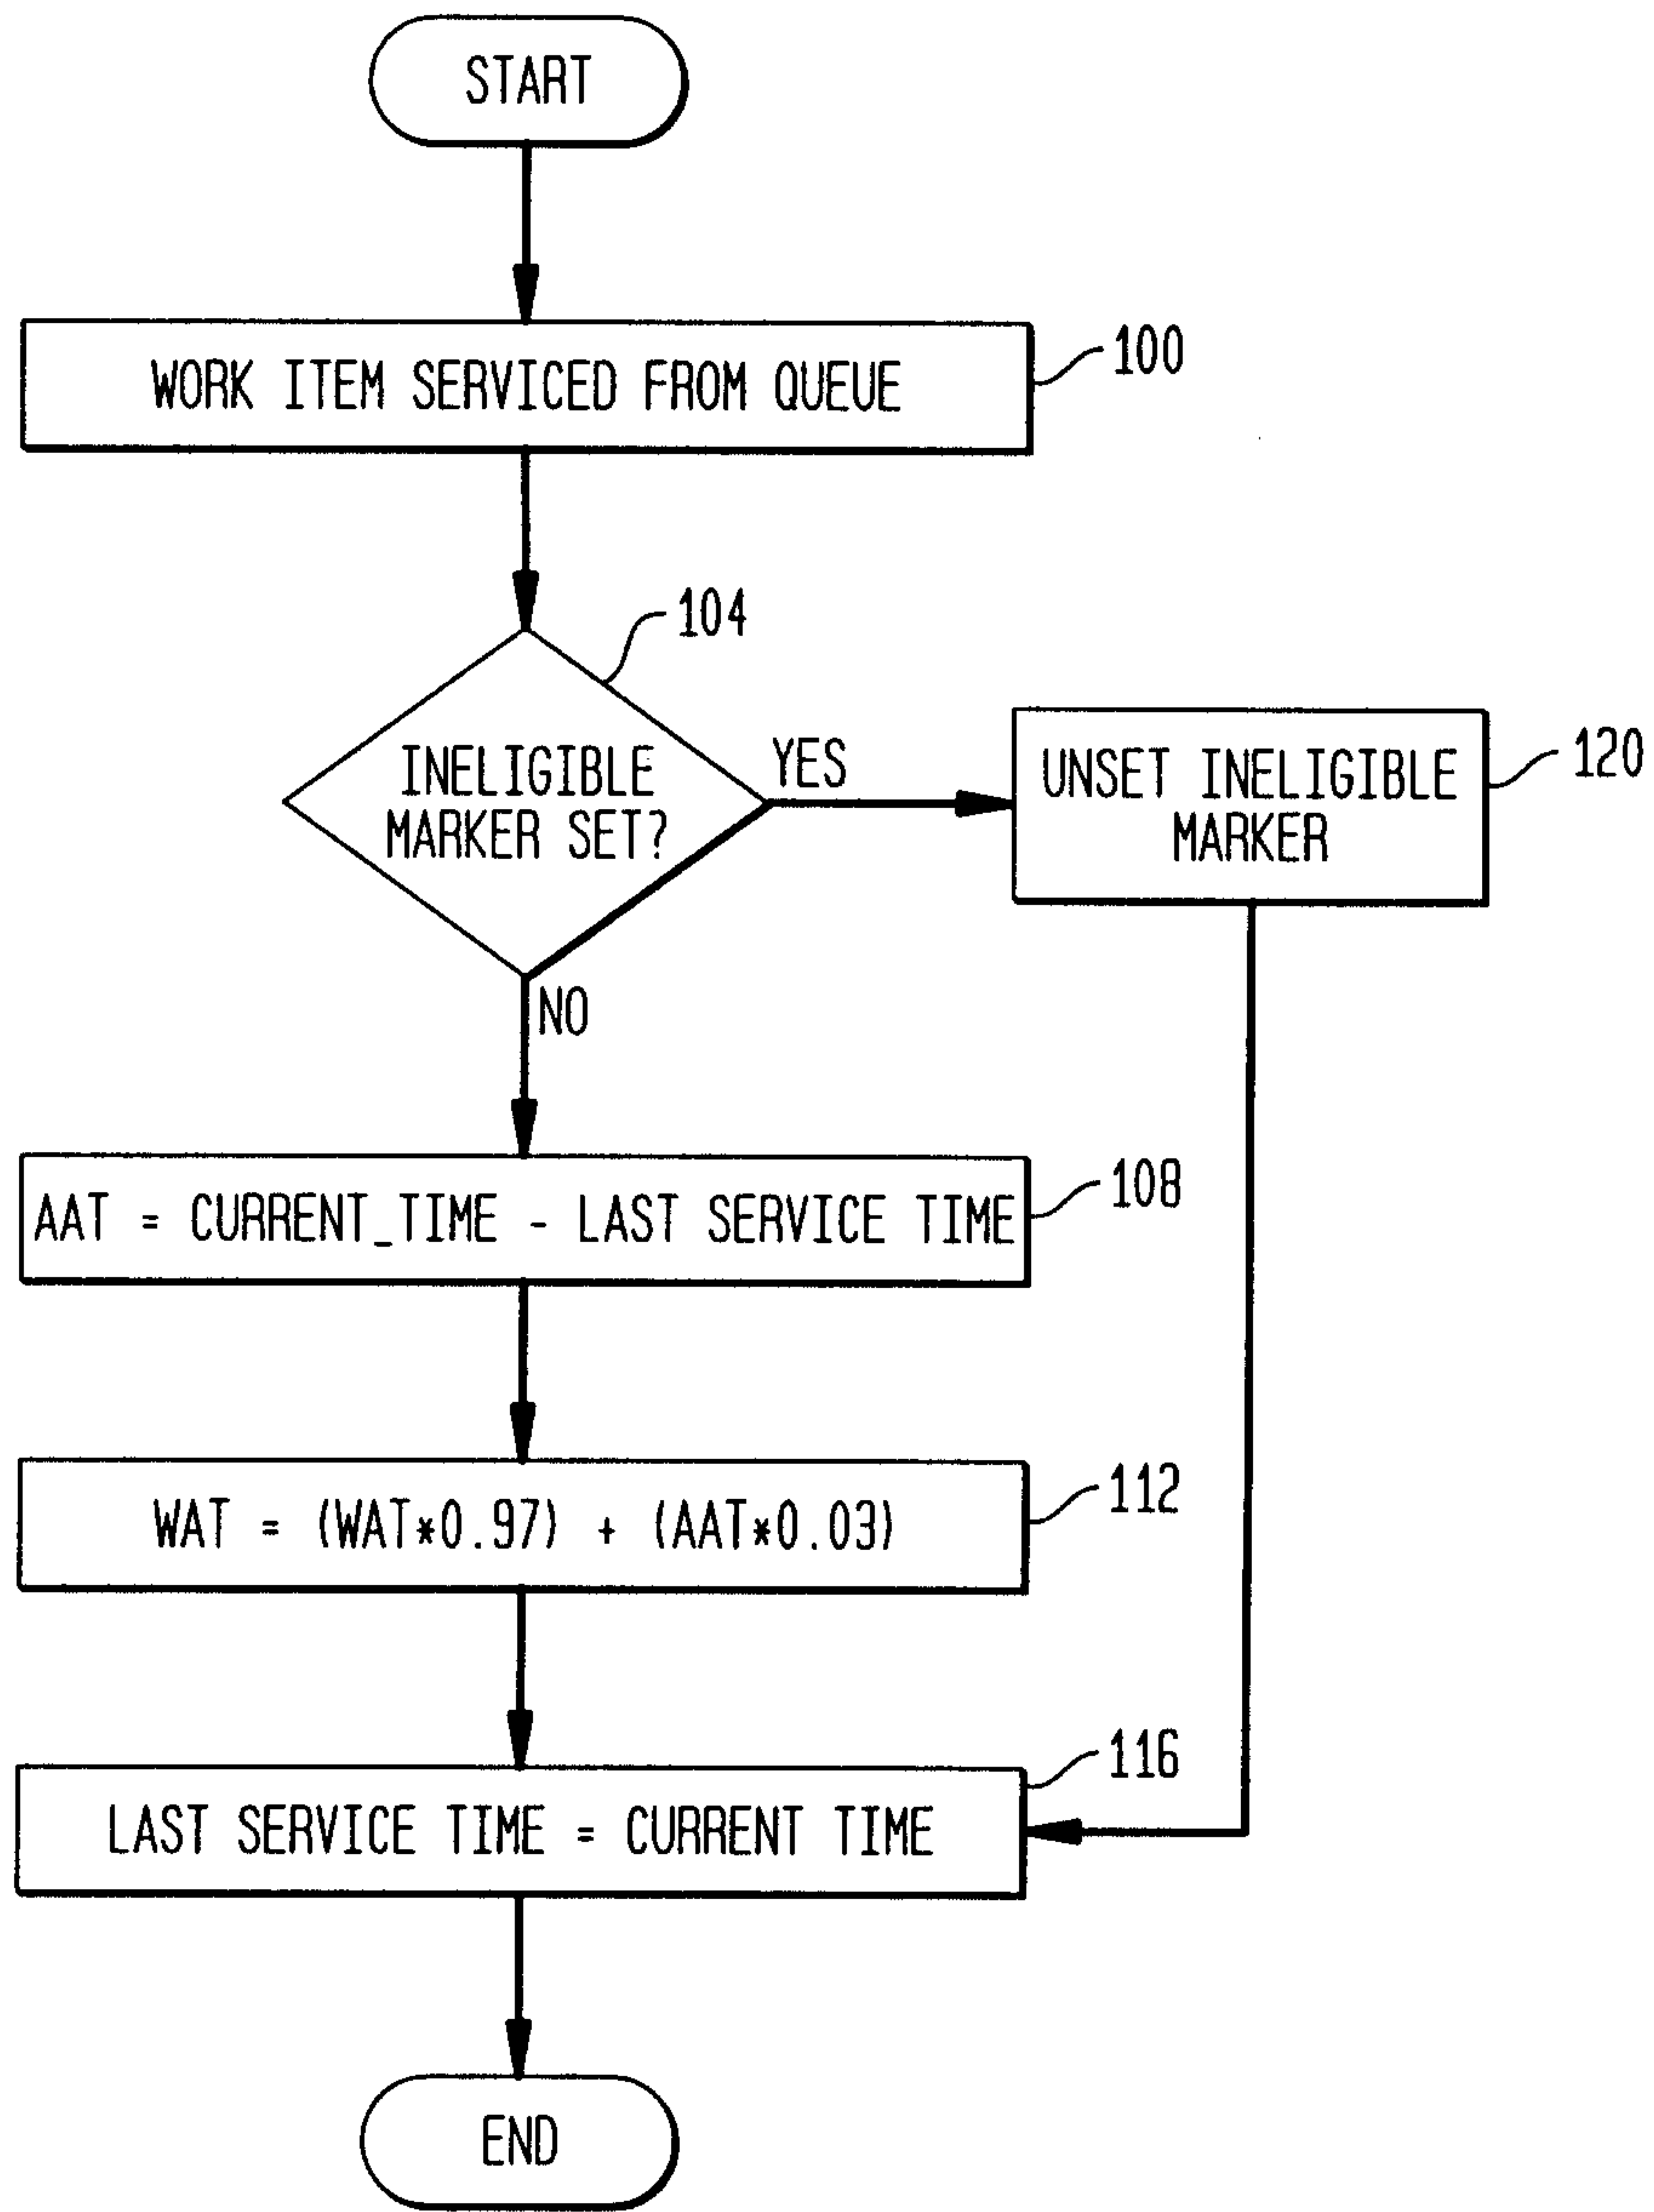 START
WORK ITEM SERVICED FROM QUEUE
100
104
INELIGIBLE
MARKER SET?
YES
UNSET INELIGIBLE
MARKER
120
NO
AAT = CURRENT_TIME - LAST SERVICE TIME
108
WAT = (WAT*0.97) + (AAT*0.03)
112
LAST SERVICE TIME = CURRENT TIME
116
END